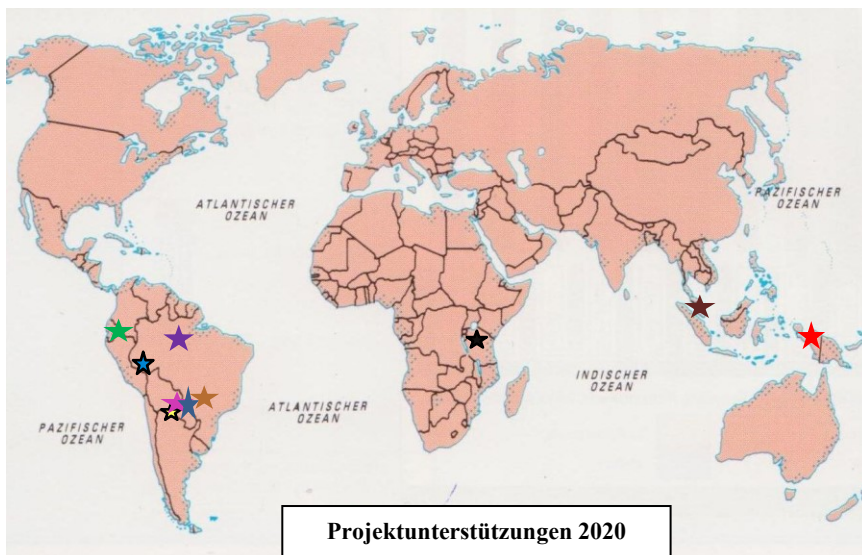 ATLANTISCHER
OZEAN
PAZIFISCHER
OZEAN
INDISCHER
OZEAN
ATLANTISCHER
OZEAN
PAZIFISCHER
OZEAN
Projektunterstützungen 2020